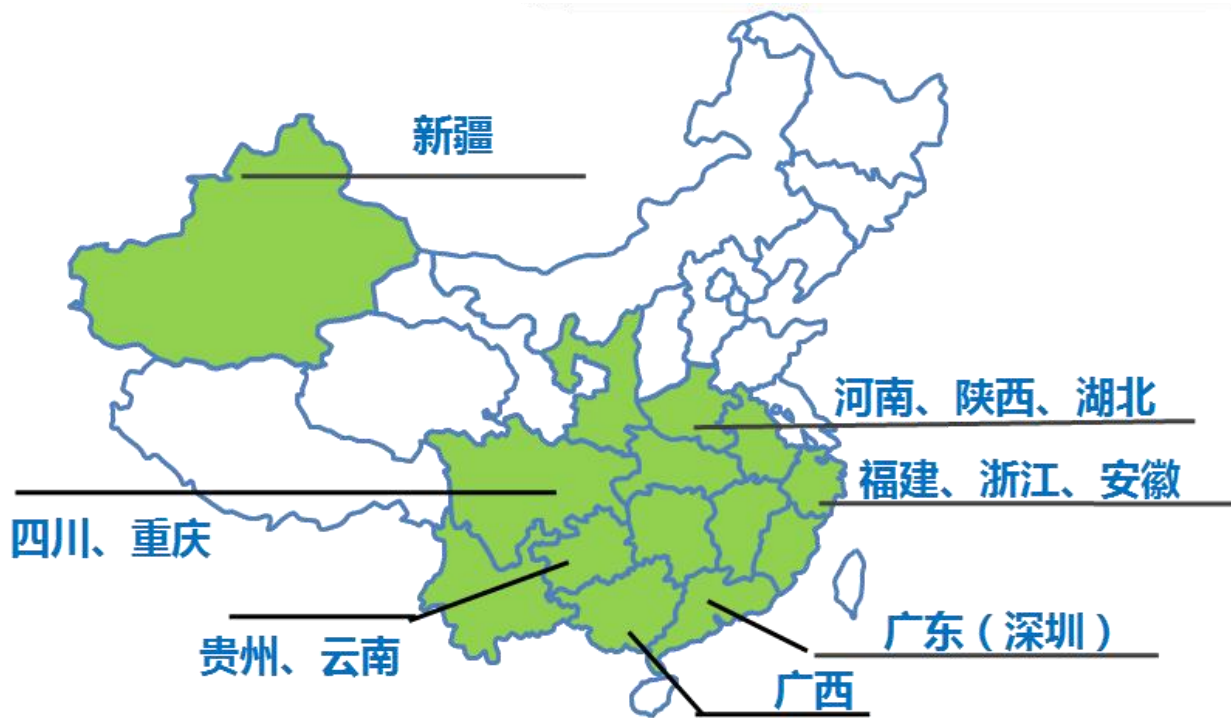 新疆
河南、陕西、湖北
福建、浙江、安徽
四川、重庆
贵州、云南
广东（深圳）
广西